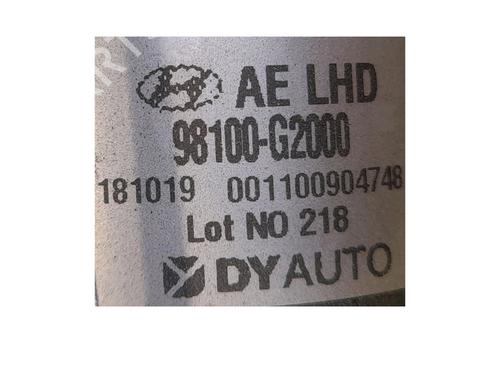 AE LHD
98100-G2000
181019 001100904748
Lot NO 218
DYAUTO